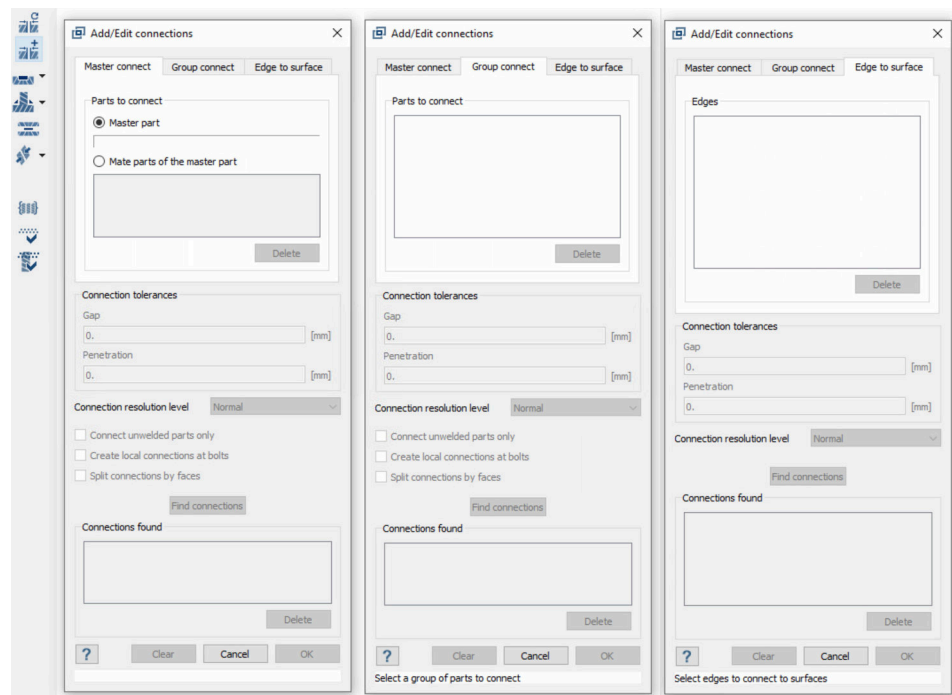 Add/Edit connections
Master connect Group connect Edge to surface
Parts to connect
Master part
Mate parts of the master part
Delete
Connection tolerances
Gap
0. [mm]
Penetration
0. [mm]
Connection resolution level Normal
Connect unwelded parts only
Create local connections at bolts
Split connections by faces
Find connections
Connections found
Delete
? Clear Cancel OK
Add/Edit connections
Master connect Group connect Edge to surface
Parts to connect
Delete
Connection tolerances
Gap
0. [mm]
Penetration
0. [mm]
Connection resolution level Normal
Connect unwelded parts only
Create local connections at bolts
Split connections by faces
Find connections
Connections found
Delete
? Clear Cancel OK
Select a group of parts to connect
Add/Edit connections
Master connect Group connect Edge to surface
Edges
Delete
Connection tolerances
Gap
0. [mm]
Penetration
0. [mm]
Connection resolution level Normal
Find connections
Connections found
Delete
? Clear Cancel OK
Select edges to connect to surfaces